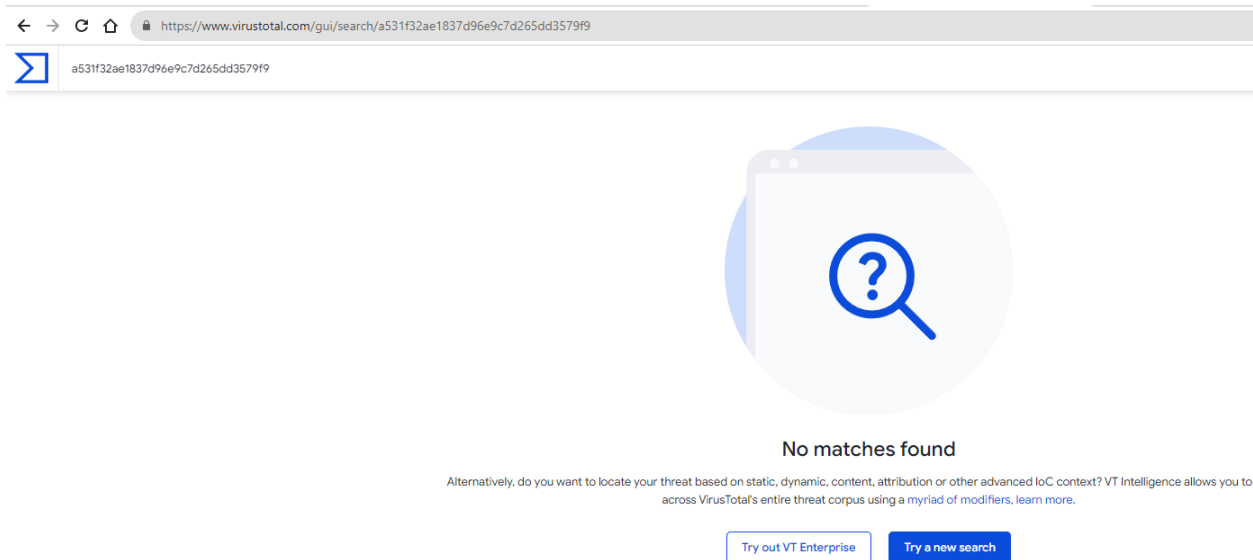 https://www.virustotal.com/gui/search/a531f32ae1837d96e9c7d265dd3579f9
a531f32ae1837d96e9c7d265dd3579f9
No matches found
Alternatively, do you want to locate your threat based on static, dynamic, content, attribution or other advanced IoC context? VT Intelligence allows you to
across VirusTotal's entire threat corpus using a myriad of modifiers, learn more.
Try out VT Enterprise
Try a new search